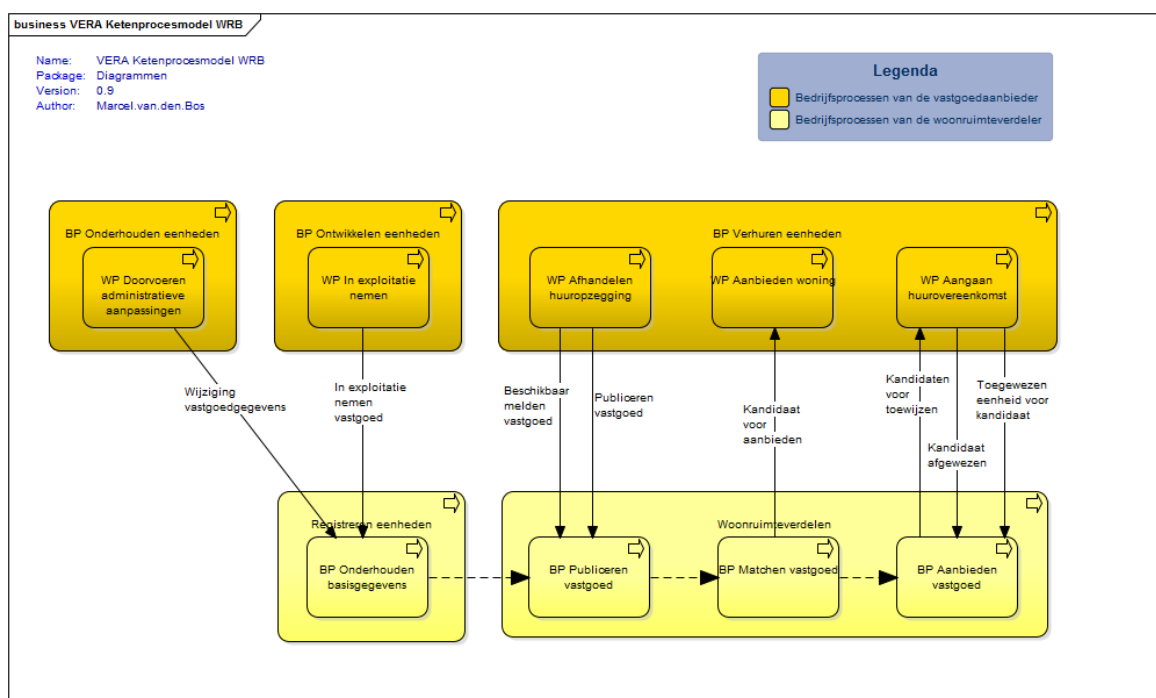 business VERA Ketenprocesmodel WRB
Name: VERA Ketenprocesmodel WRB
Package: Diagrammen
Version: 0.9
Author: Marcel.van.den.Bos
Legenda
Bedrijfsprocessen van de vastgoedaanbieder
Bedrijfsprocessen van de woonruimteverdeler
BP Onderhouden eenheden
WP Doorvoeren
administratieve
aanpassingen
BP Ontwikkelen eenheden
WP In exploitatie
nemen
BP Verhuren eenheden
WP Afhandelen
huuropzegging
WP Aanbieden woning
WP Aangaan
huurovereenkomst
Wijziging
vastgoedgegevens
In exploitatie
nemen
vastgoed
Beschikbaar
melden
vastgoed
Publiceren
vastgoed
Kandidaat
voor
aanbieden
Kandidaten
voor
toewijzen
Kandidaat
afgewezen
Toegewezen
eenheid voor
kandidaat
Registreren eenheden
BP Onderhouden
basisgegevens
Woonruimteverdelen
BP Publiceren
vastgoed
BP Matchen vastgoed
BP Aanbieden
vastgoed